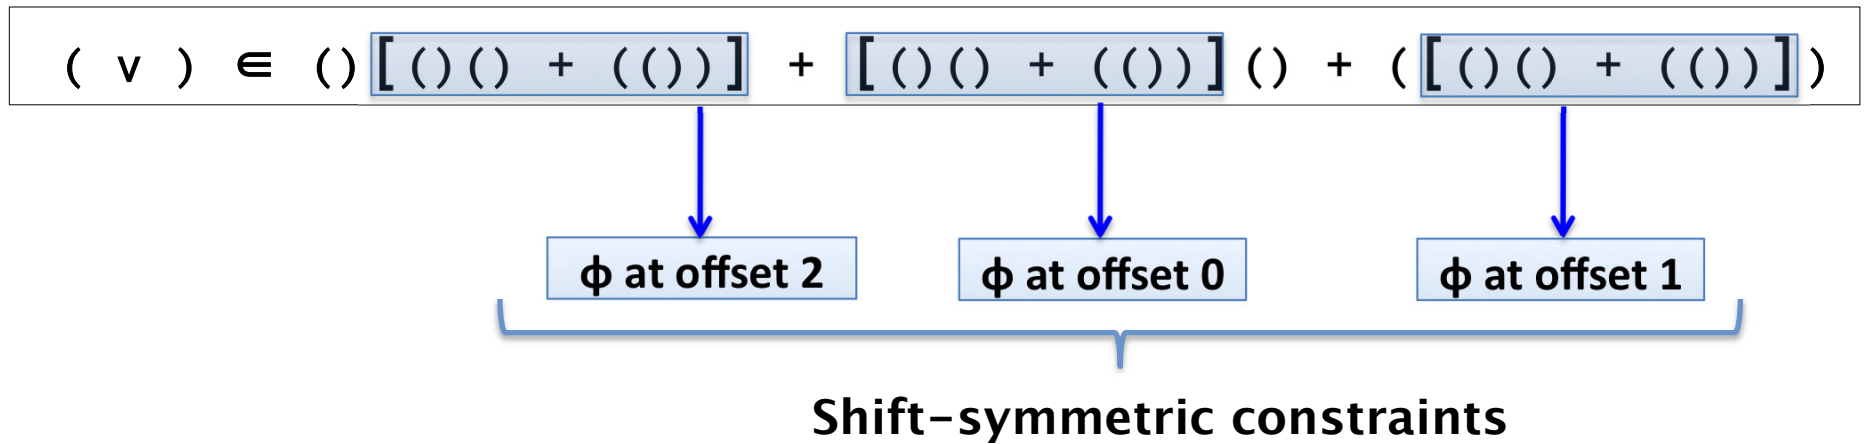 ( v ) ∈ ()[()() + (())] + [()() + (())]() + ([()() + (())])
ϕ at offset 2 ϕ at offset 0 ϕ at offset 1
Shift-symmetric constraints